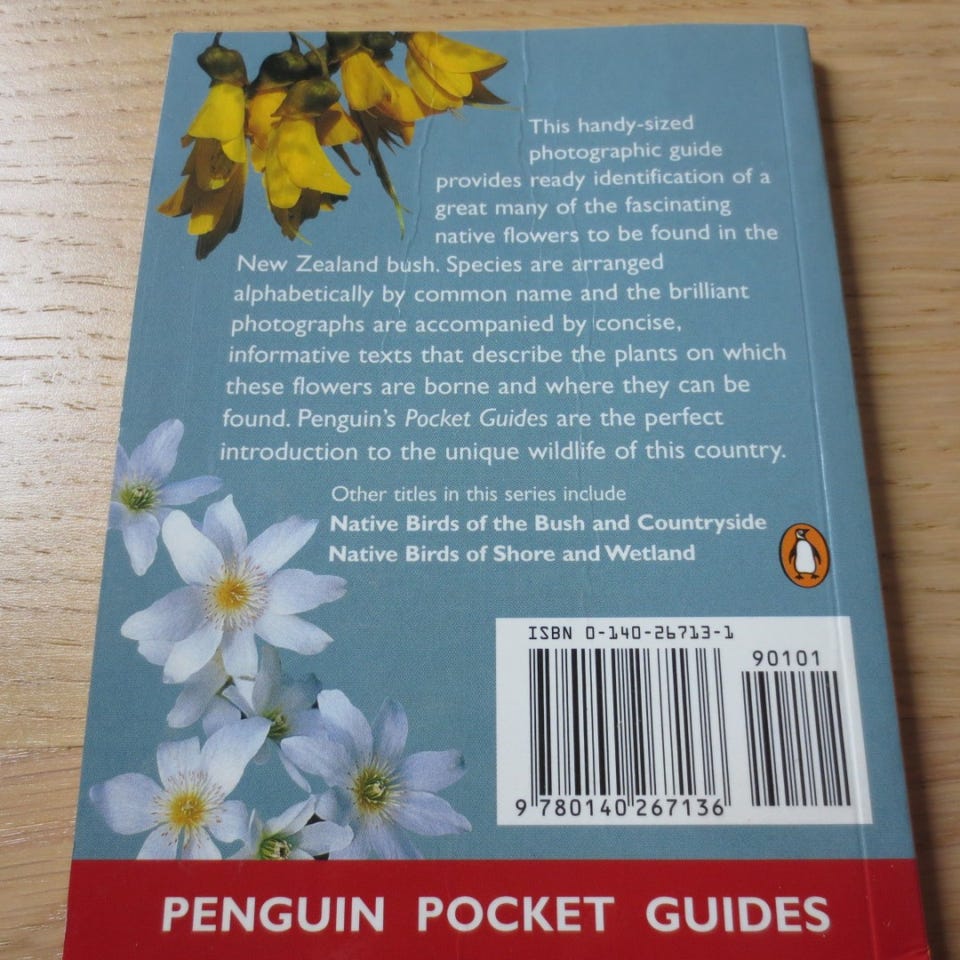 This handy-sized
photographic guide
provides ready identification of a
great many of the fascinating
native flowers to be found in the
New Zealand bush. Species are arranged
alphabetically by common name and the brilliant
photographs are accompanied by concise,
informative texts that describe the plants on which
these flowers are borne and where they can be
found. Penguin's Pocket Guides are the perfect
introduction to the unique wildlife of this country.
Other titles in this series include
Native Birds of the Bush and Countryside
Native Birds of Shore and Wetland
ISBN 0-140-26713-1
90101
9 780140 267136
PENGUIN POCKET GUIDES